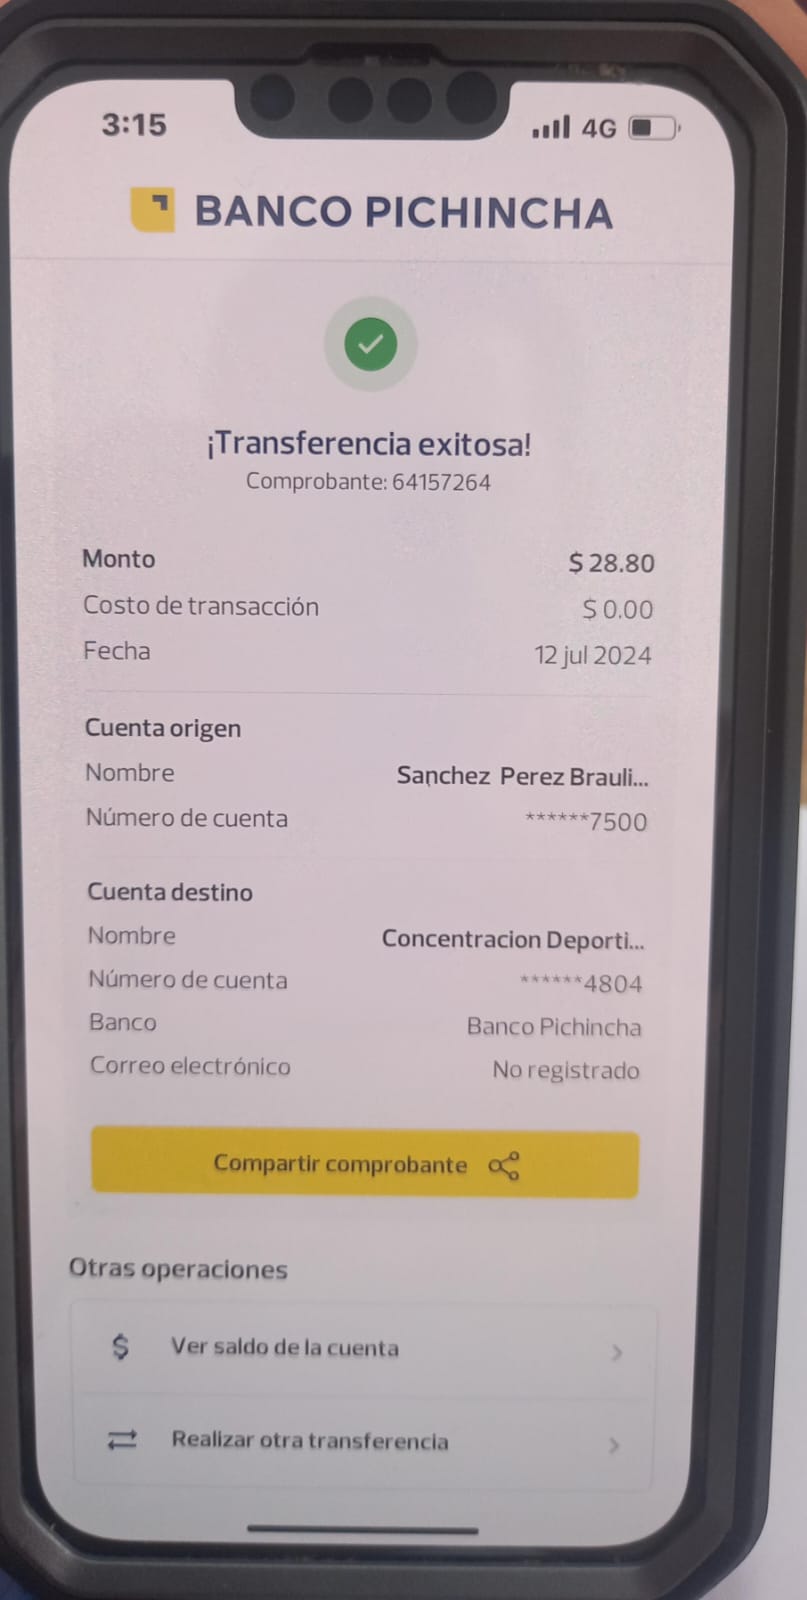 3:15 4G
BANCO PICHINCHA
¡Transferencia exitosa!
Comprobante: 64157264
Monto $ 28.80
Costo de transacción $ 0.00
Fecha 12 jul 2024
Cuenta origen
Nombre Sanchez Perez Brauli...
Número de cuenta ******7500
Cuenta destino
Nombre Concentracion Deporti...
Número de cuenta ******4804
Banco Banco Pichincha
Correo electrónico No registrado
Compartir comprobante
Otras operaciones
$ Ver saldo de la cuenta
Realizar otra transferencia